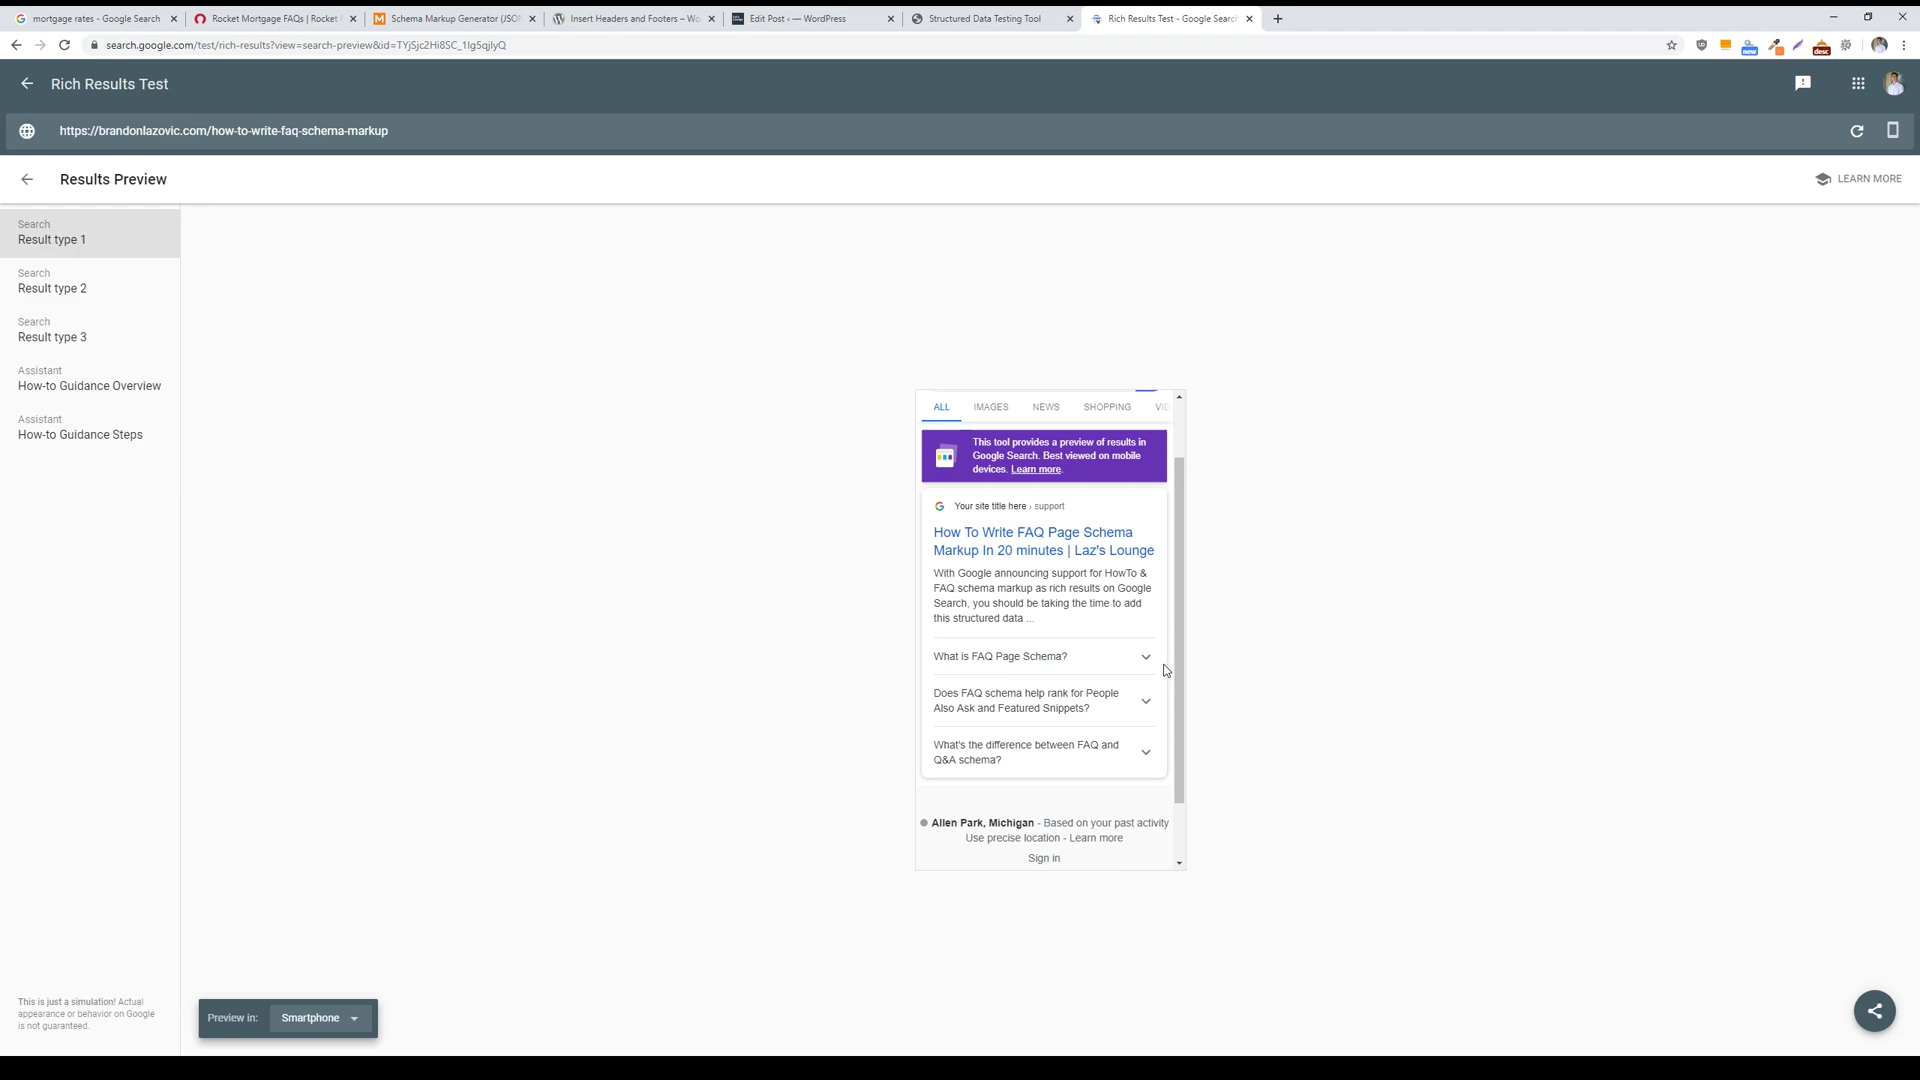 mortgage rates - Google Search
Rocket Mortgage FAQs | Rocket
Schema Markup Generator (JSON
Insert Headers and Footers – Wo
Edit Post ‹ — WordPress
Structured Data Testing Tool
Rich Results Test - Google Search
search.google.com/test/rich-results?view=search-preview&id=TYjSjc2Hi8SC_1Ig5qjlyQ
new
desc
Rich Results Test
https://brandonlazovic.com/how-to-write-faq-schema-markup
Results Preview
LEARN MORE
Search
Result type 1
Search
Result type 2
Search
Result type 3
Assistant
How-to Guidance Overview
Assistant
How-to Guidance Steps
ALL IMAGES NEWS SHOPPING VID
This tool provides a preview of results in
Google Search. Best viewed on mobile
devices. Learn more.
Your site title here › support
How To Write FAQ Page Schema
Markup In 20 minutes | Laz's Lounge
With Google announcing support for HowTo &
FAQ schema markup as rich results on Google
Search, you should be taking the time to add
this structured data ...
What is FAQ Page Schema?
Does FAQ schema help rank for People
Also Ask and Featured Snippets?
What's the difference between FAQ and
Q&A schema?
Allen Park, Michigan - Based on your past activity
Use precise location - Learn more
Sign in
This is just a simulation! Actual
appearance or behavior on Google
is not guaranteed.
Preview in: Smartphone